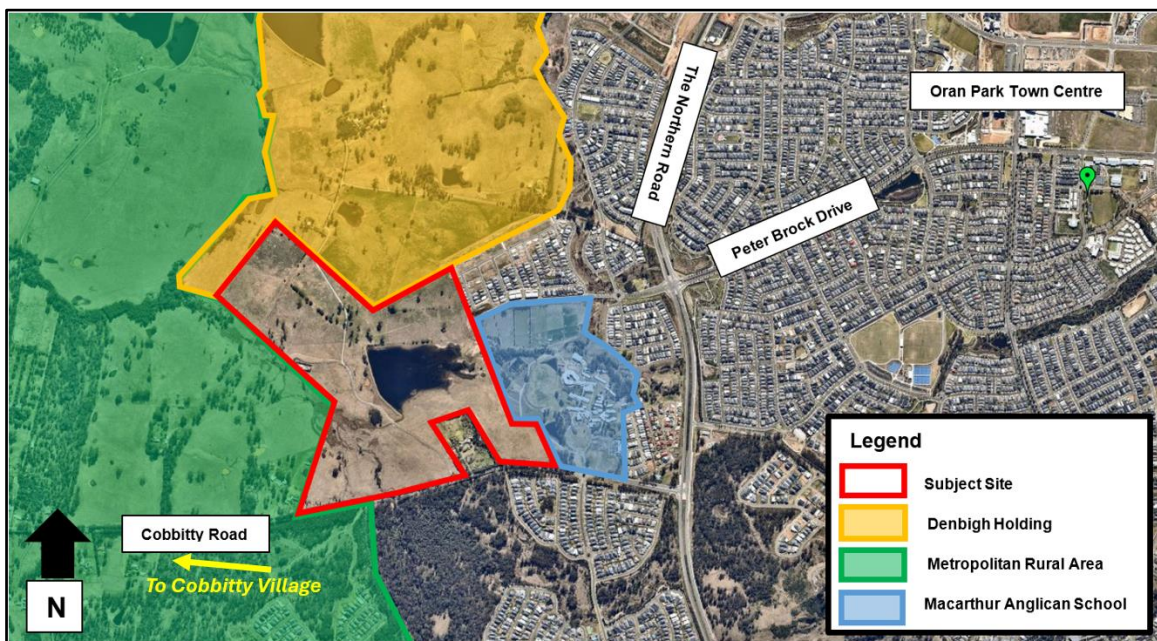 The Northern Road
Oran Park Town Centre
Peter Brock Drive
Legend
Subject Site
Denbigh Holding
Metropolitan Rural Area
Macarthur Anglican School
Cobbitty Road
To Cobbitty Village
N